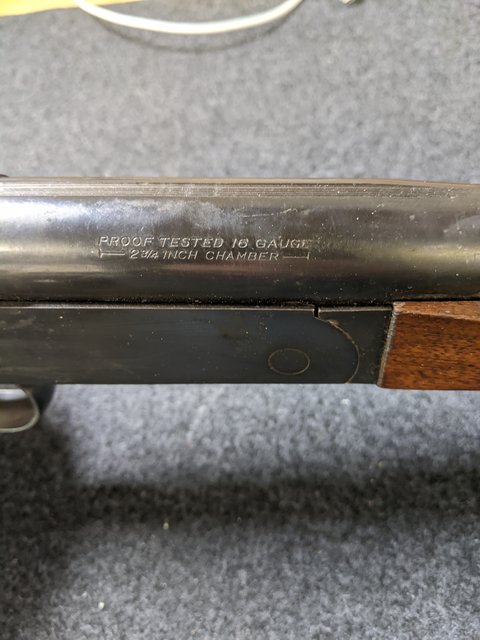 PROOF TESTED 16 GAUGE
2 3/4 INCH CHAMBER